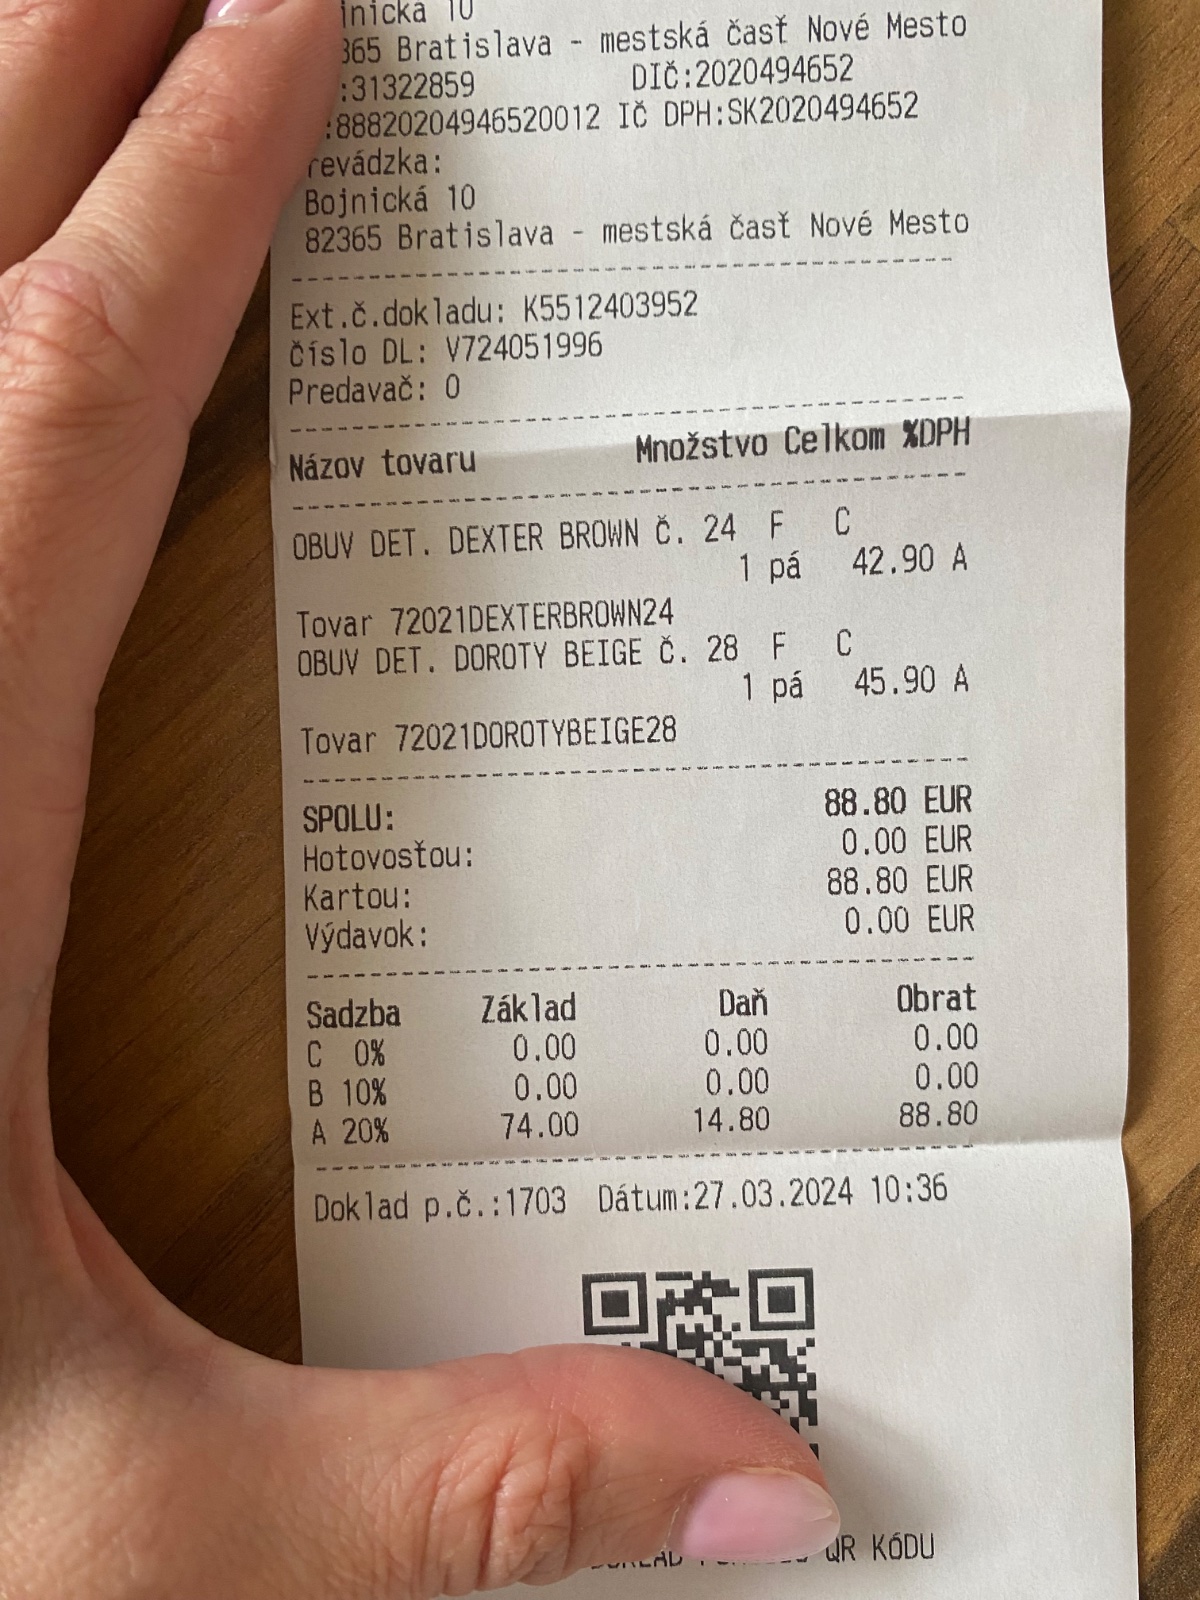 jnická 10
365 Bratislava - mestská časť Nové Mesto
:31322859 DIČ:2020494652
:88820204946520012 IČ DPH:SK2020494652
revádzka:
Bojnická 10
82365 Bratislava - mestská časť Nové Mesto
Ext.č.dokladu: K5512403952
číslo DL: V724051996
Predavač: 0
Názov tovaru Množstvo Celkom %DPH
OBUV DET. DEXTER BROWN Č. 24 F C
1 pá 42.90 A
Tovar 72021DEXTERBROWN24
OBUV DET. DOROTY BEIGE Č. 28 F C
1 pá 45.90 A
Tovar 72021DOROTYBEIGE28
SPOLU: 88.80 EUR
Hotovosťou: 0.00 EUR
Kartou: 88.80 EUR
Výdavok: 0.00 EUR
Sadzba Základ Daň Obrat
C 0% 0.00 0.00 0.00
B 10% 0.00 0.00 0.00
A 20% 74.00 14.80 88.80
Doklad p.č.:1703 Dátum:27.03.2024 10:36
QR KÓDU